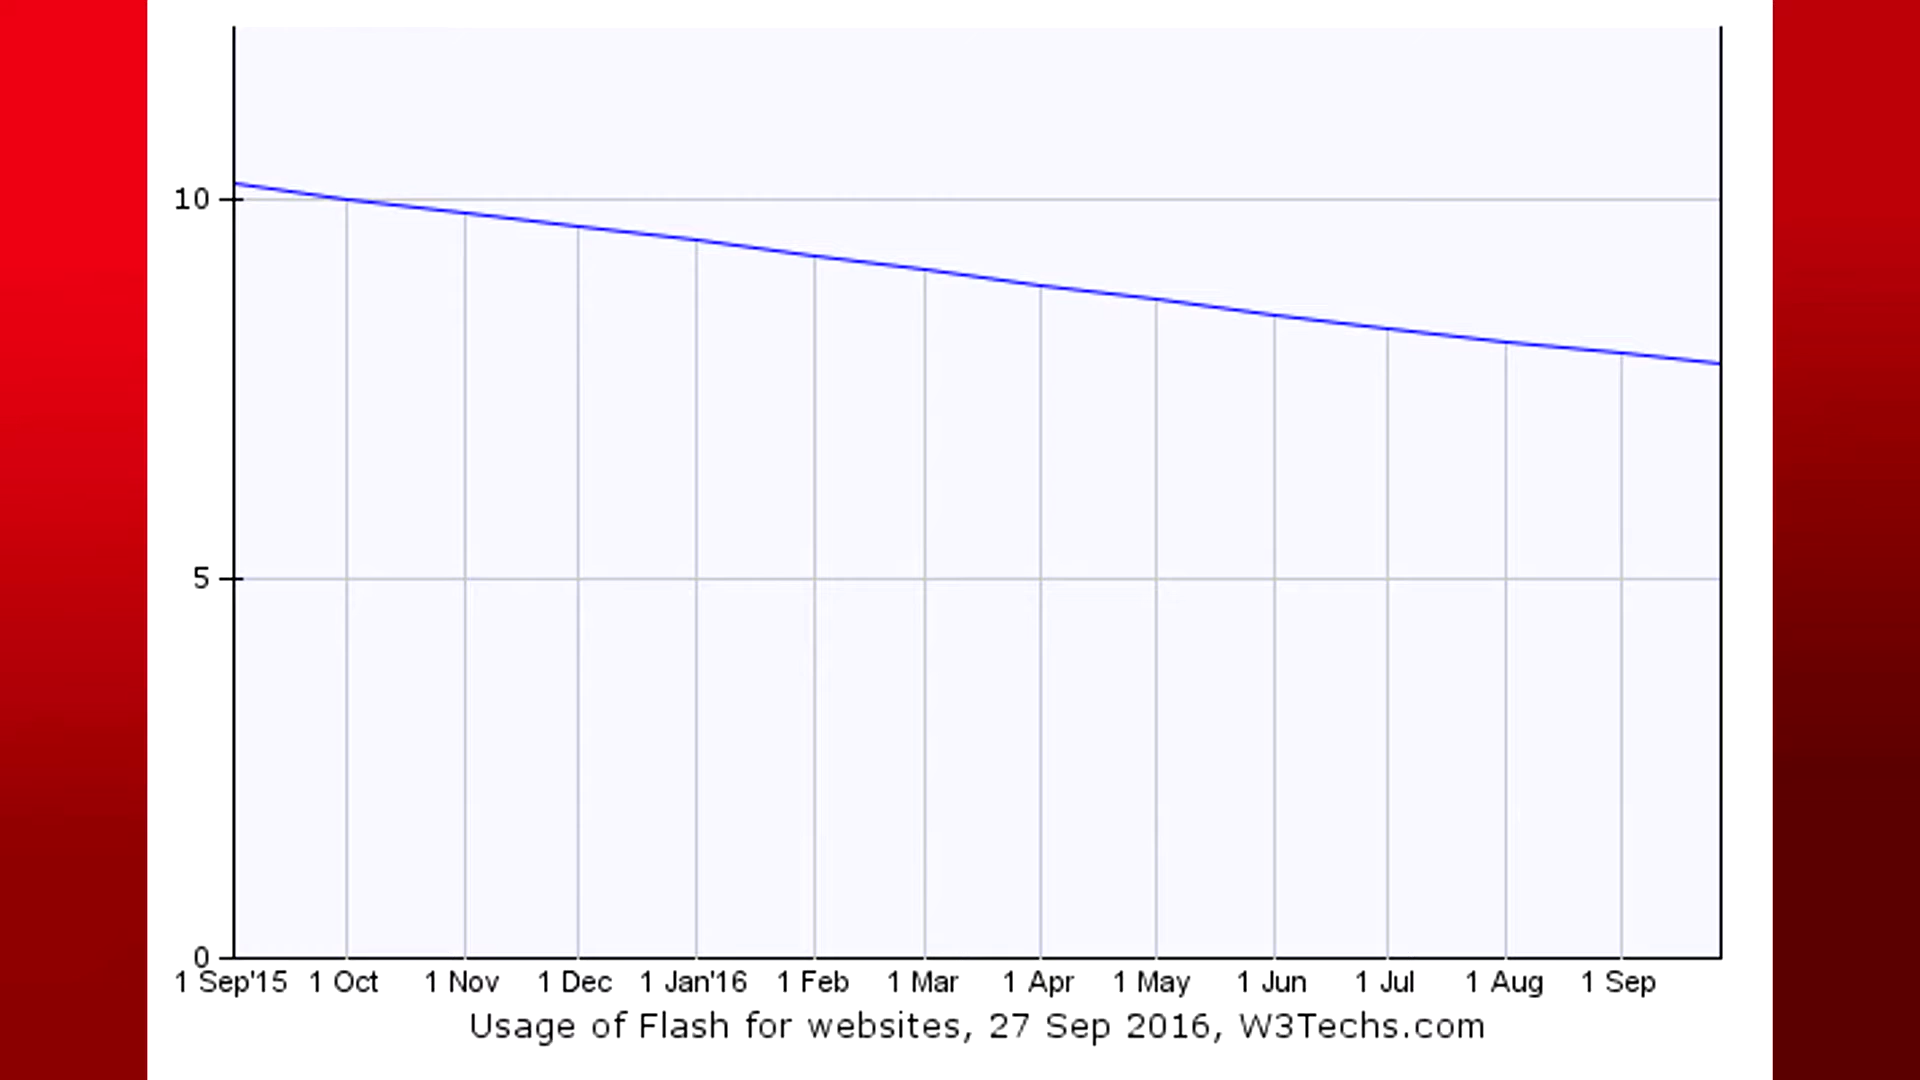 10
5
0
1 Sep'15 1 Oct 1 Nov 1 Dec 1 Jan'16 1 Feb 1 Mar 1 Apr 1 May 1 Jun 1 Jul 1 Aug 1 Sep
Usage of Flash for websites, 27 Sep 2016, W3Techs.com